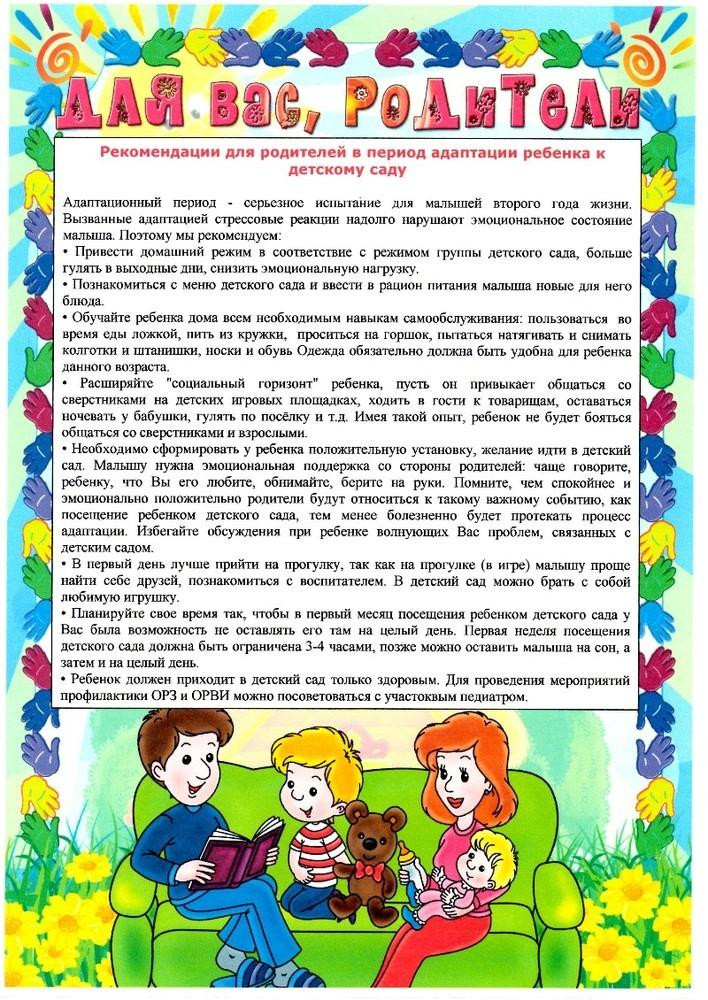 Для вас, родители
Рекомендации для родителей в период адаптации ребенка к
детскому саду
Адаптационный период - серьезное испытание для малышей второго года жизни.
Вызванные адаптацией стрессовые реакции надолго нарушают эмоциональное состояние
малыша. Поэтому мы рекомендуем:
• Привести домашний режим в соответствие с режимом группы детского сада, больше
гулять в выходные дни, снизить эмоциональную нагрузку.
• Познакомиться с меню детского сада и ввести в рацион питания малыша новые для него
блюда.
• Обучайте ребенка дома всем необходимым навыкам самообслуживания: пользоваться во
время еды ложкой, пить из кружки, проситься на горшок, пытаться натягивать и снимать
колготки и штанишки, носки и обувь Одежда обязательно должна быть удобна для ребенка
данного возраста.
• Расширяйте "социальный горизонт" ребенка, пусть он привыкает общаться со
сверстниками на детских игровых площадках, ходить в гости к товарищам, оставаться
ночевать у бабушки, гулять по посёлку и т.д. Имея такой опыт, ребенок не будет бояться
общаться со сверстниками и взрослыми.
• Необходимо сформировать у ребенка положительную установку, желание идти в детский
сад. Малышу нужна эмоциональная поддержка со стороны родителей: чаще говорите,
ребенку, что Вы его любите, обнимайте, берите на руки. Помните, чем спокойнее и
эмоционально положительно родители будут относиться к такому важному событию, как
посещение ребенком детского сада, тем менее болезненно будет протекать процесс
адаптации. Избегайте обсуждения при ребенке волнующих Вас проблем, связанных с
детским садом.
• В первый день лучше прийти на прогулку, так как на прогулке (в игре) малышу проще
найти себе друзей, познакомиться с воспитателем. В детский сад можно брать с собой
любимую игрушку.
• Планируйте свое время так, чтобы в первый месяц посещения ребенком детского сада у
Вас была возможность не оставлять его там на целый день. Первая неделя посещения
детского сада должна быть ограничена 3-4 часами, позже можно оставить малыша на сон, а
затем и на целый день.
• Ребенок должен приходит в детский сад только здоровым. Для проведения мероприятий
профилактики ОРЗ и ОРВИ можно посоветоваться с участоквым педиатром.